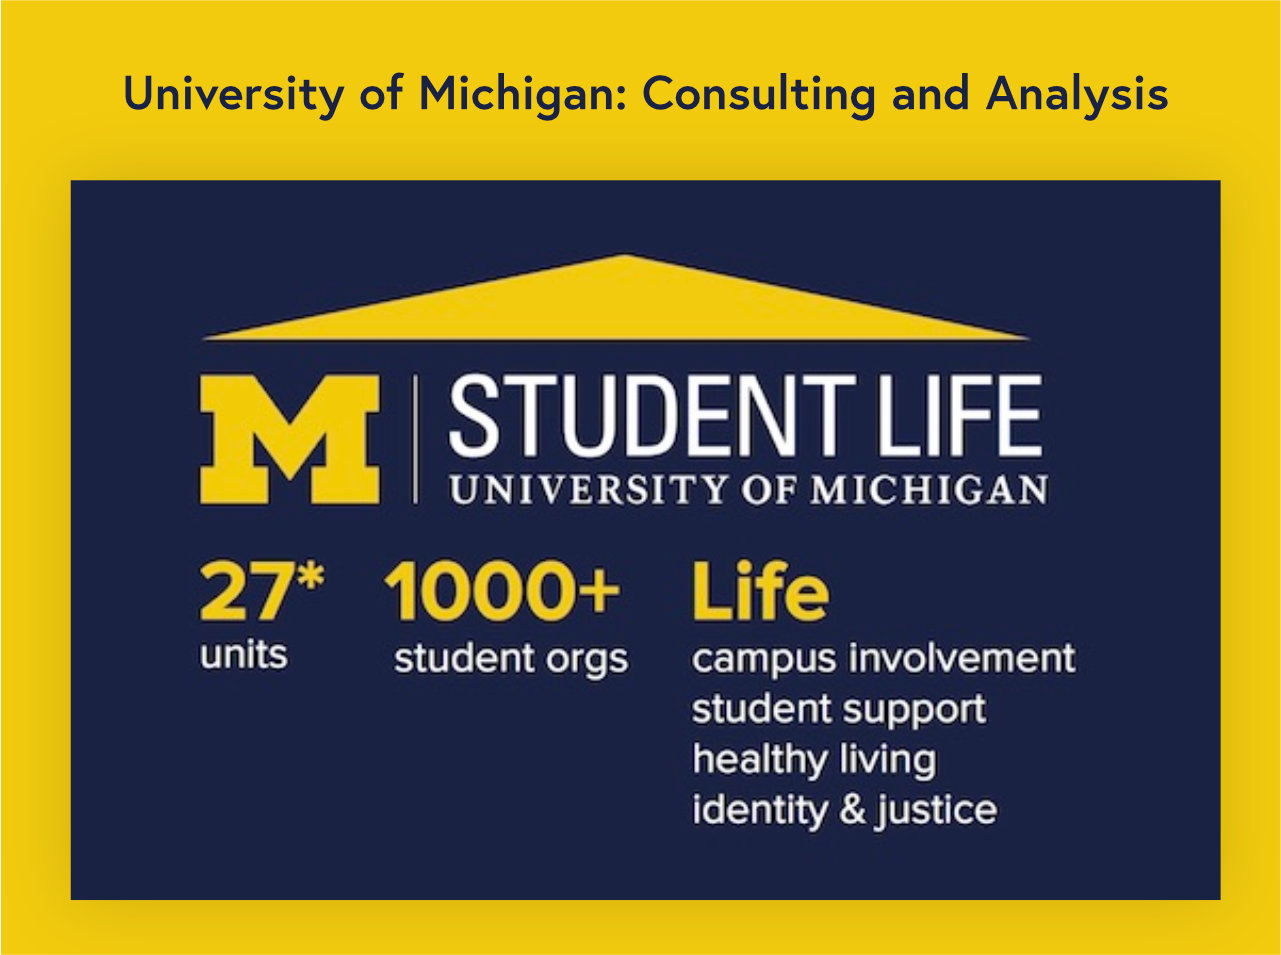 University of Michigan: Consulting and Analysis
M STUDENT LIFE
UNIVERSITY OF MICHIGAN
27*
units
1000+
student orgs
Life
campus involvement
student support
healthy living
identity & justice